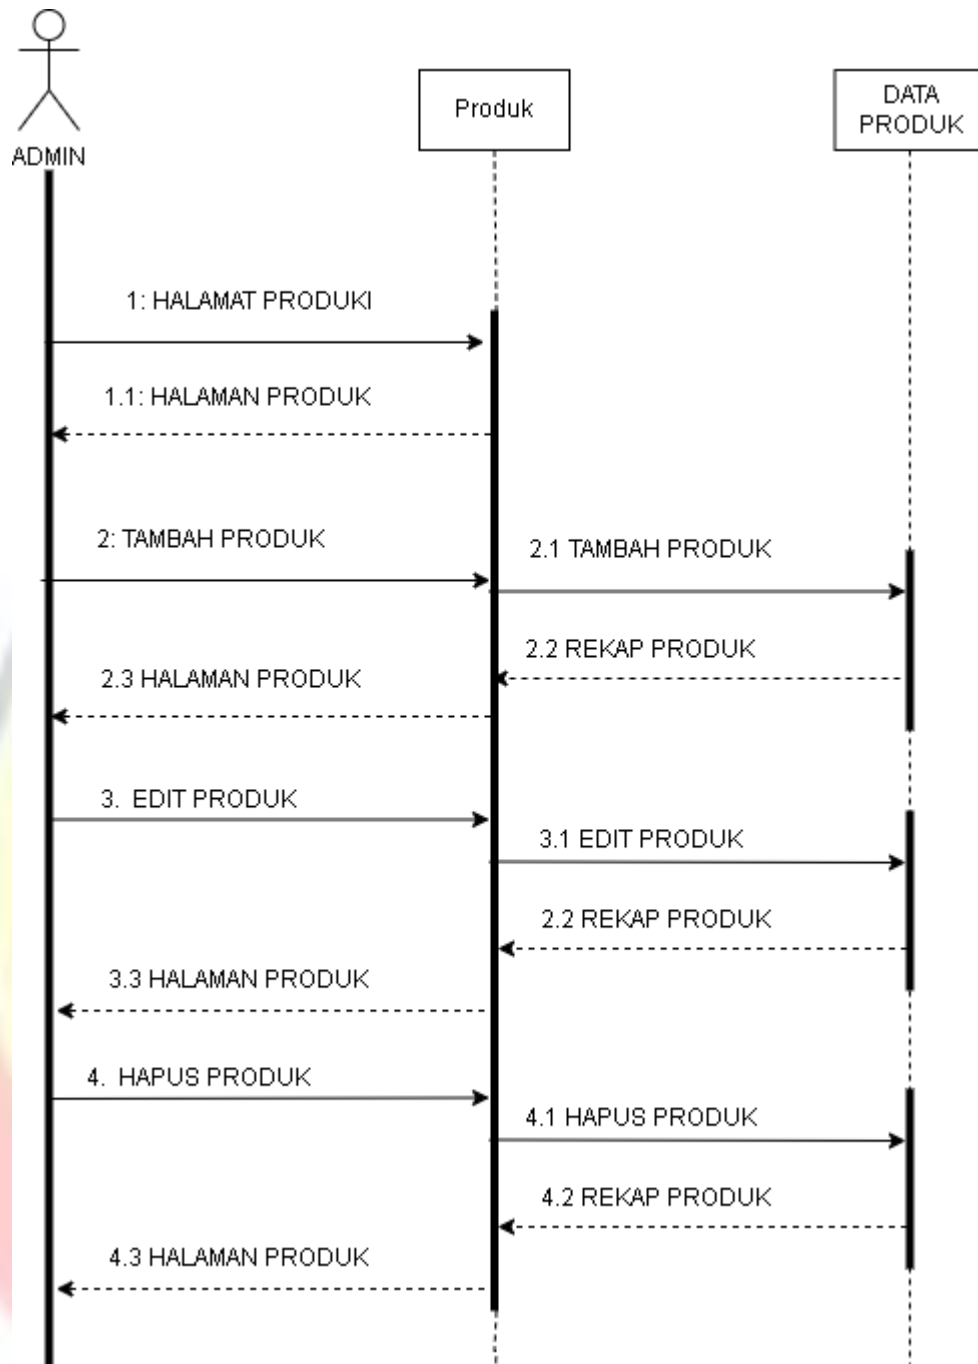 Produk
DATA
PRODUK
ADMIN
1: HALAMAT PRODUKI
1.1: HALAMAN PRODUK
2: TAMBAH PRODUK
2.1 TAMBAH PRODUK
2.2 REKAP PRODUK
2.3 HALAMAN PRODUK
3. EDIT PRODUK
3.1 EDIT PRODUK
2.2 REKAP PRODUK
3.3 HALAMAN PRODUK
4. HAPUS PRODUK
4.1 HAPUS PRODUK
4.2 REKAP PRODUK
4.3 HALAMAN PRODUK